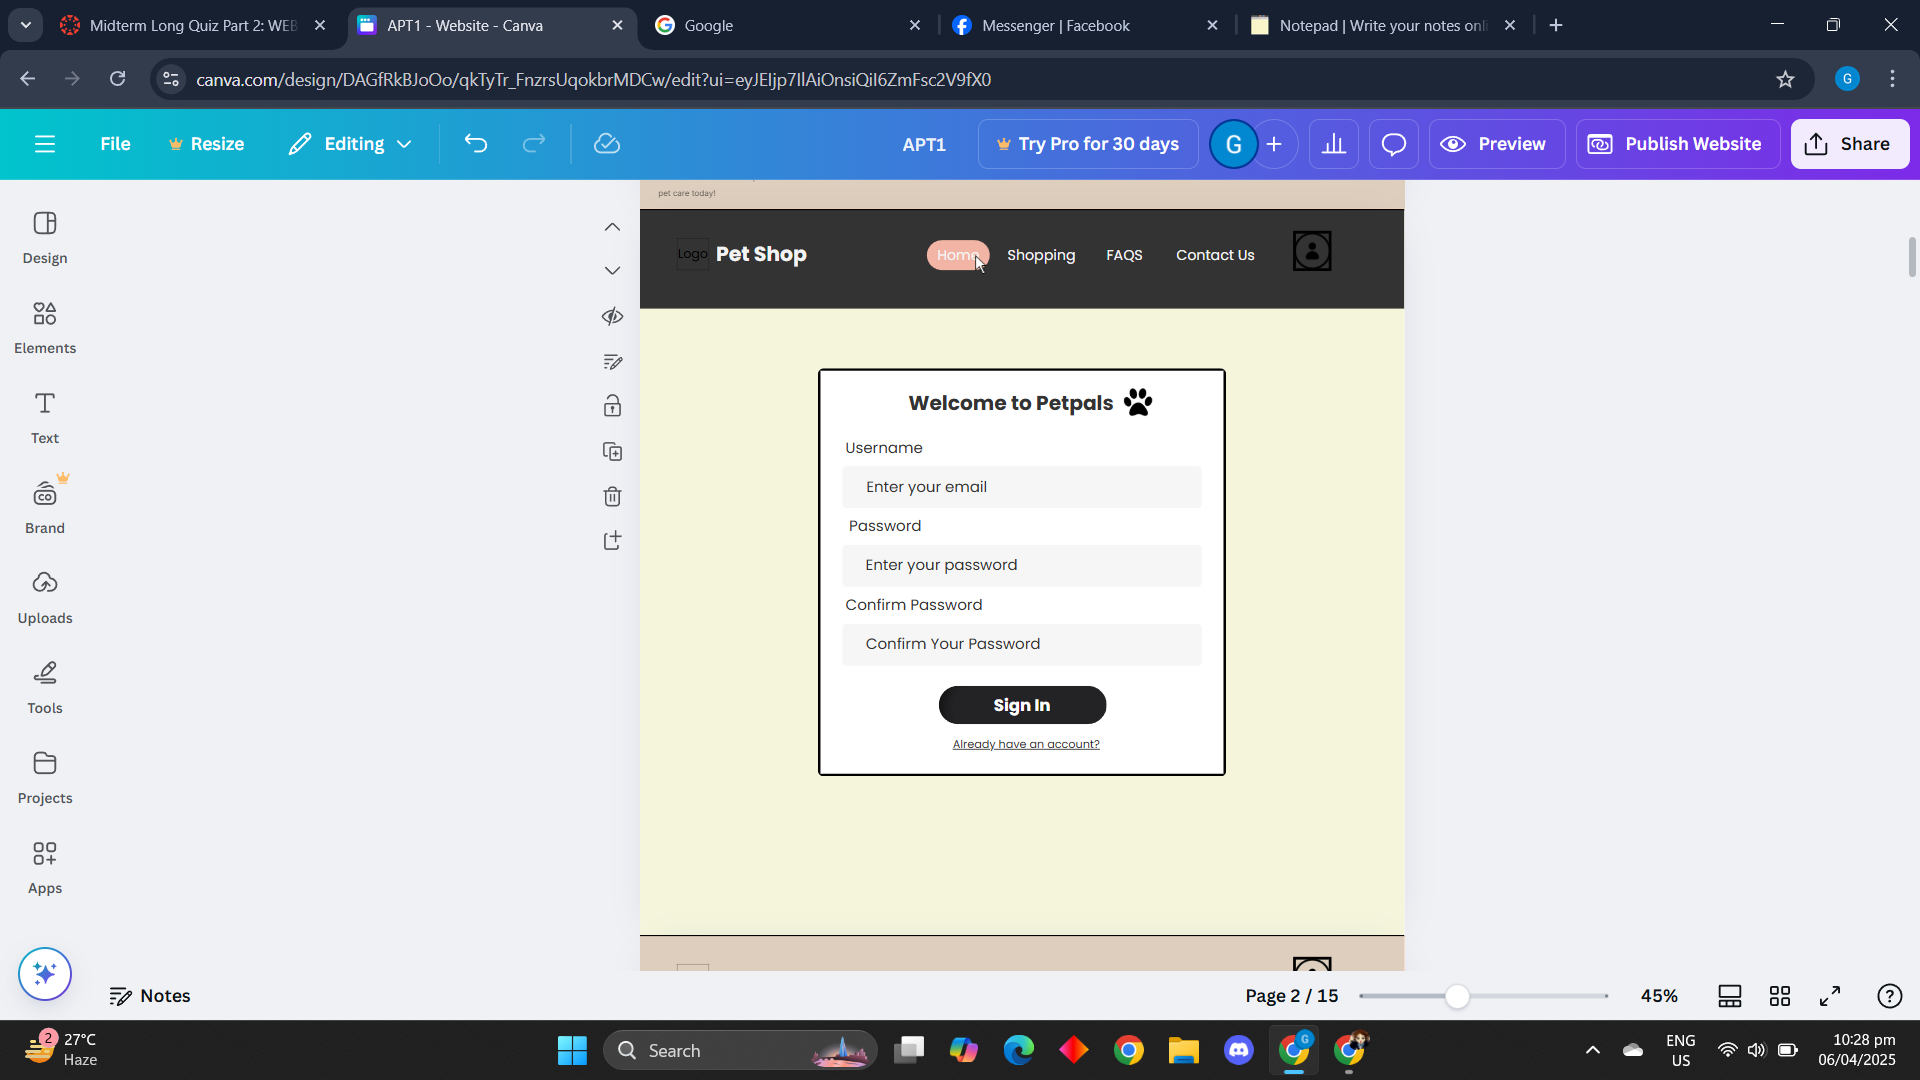 Midterm Long Quiz Part 2: WEB
APT1 - Website - Canva
Google
Messenger | Facebook
Notepad | Write your notes onli
canva.com/design/DAGfRkBJoOo/qkTyTr_FnzrsUqokbrMDCw/edit?ui=eyJEIjp7IlAiOnsiQiI6ZmFsc2V9fX0
G
File
Resize
Editing
APT1
Try Pro for 30 days
G
Preview
Publish Website
Share
pet care today!
Logo
Pet Shop
Home
Shopping
FAQS
Contact Us
Design
Elements
Text
Brand
Uploads
Tools
Projects
Apps
Welcome to Petpals
Username
Enter your email
Password
Enter your password
Confirm Password
Confirm Your Password
Sign In
Already have an account?
Notes
Page 2 / 15
45%
2
27°C
Haze
Search
ENG
US
10:28 pm
06/04/2025